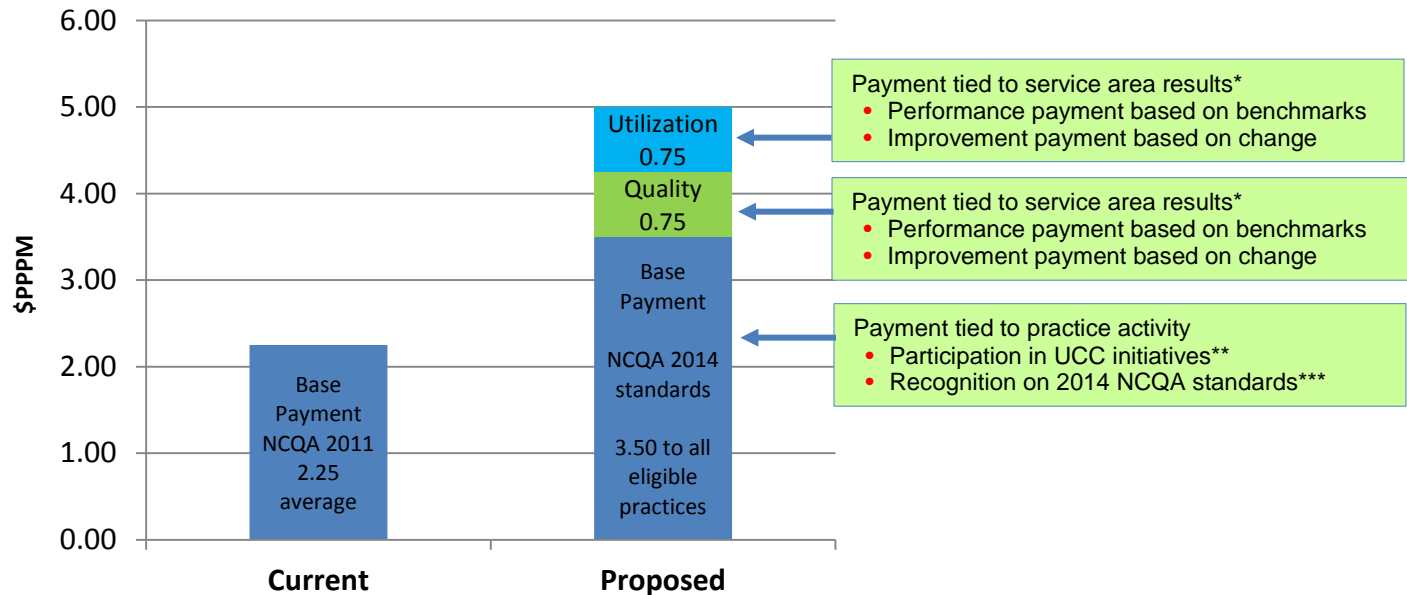 6.00
5.00
4.00
3.00
2.00
1.00
0.00
$PPPM
Base
Payment
NCQA 2011
2.25
average
Current
Utilization
0.75
Quality
0.75
Base
Payment
NCQA 2014
standards
3.50 to all
eligible
practices
Proposed
Payment tied to service area results*
• Performance payment based on benchmarks
• Improvement payment based on change
Payment tied to service area results*
• Performance payment based on benchmarks
• Improvement payment based on change
Payment tied to practice activity
• Participation in UCC initiatives**
• Recognition on 2014 NCQA standards***